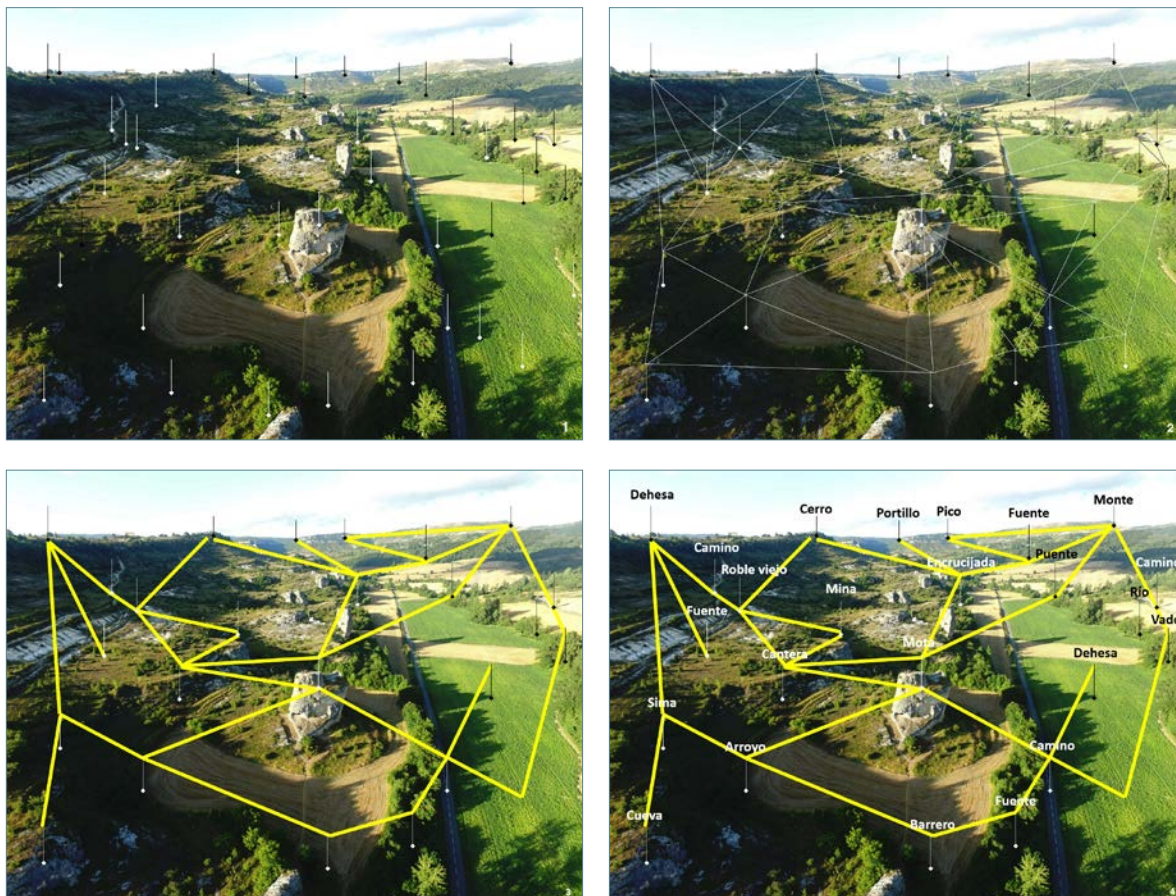 1
2
3
Dehesa
Cerro
Portillo
Pico
Fuente
Monte
Camino
Roble viejo
Encrucijada
Puente
Camino
Mina
Río
Fuente
Vado
Cantera
Mota
Dehesa
Sima
Arroyo
Camino
Cueva
Barrero
Fuente